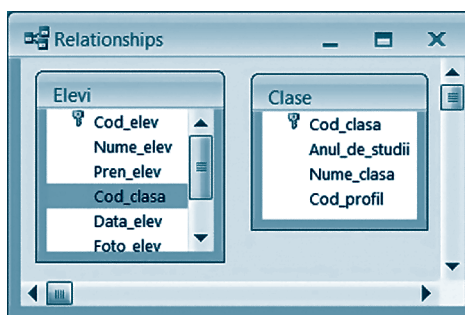 Relationships
Elevi
Cod_elev
Nume_elev
Pren_elev
Cod_clasa
Data_elev
Foto_elev
Clase
Cod_clasa
Anul_de_studii
Nume_clasa
Cod_profil